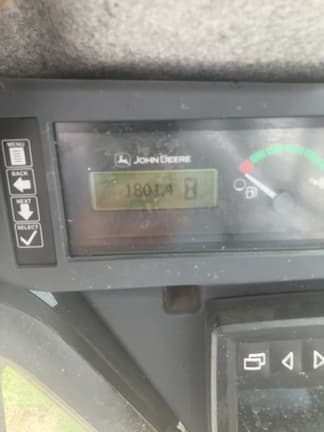 MENU
BACK
NEXT
SELECT
JOHN DEERE
1801.4